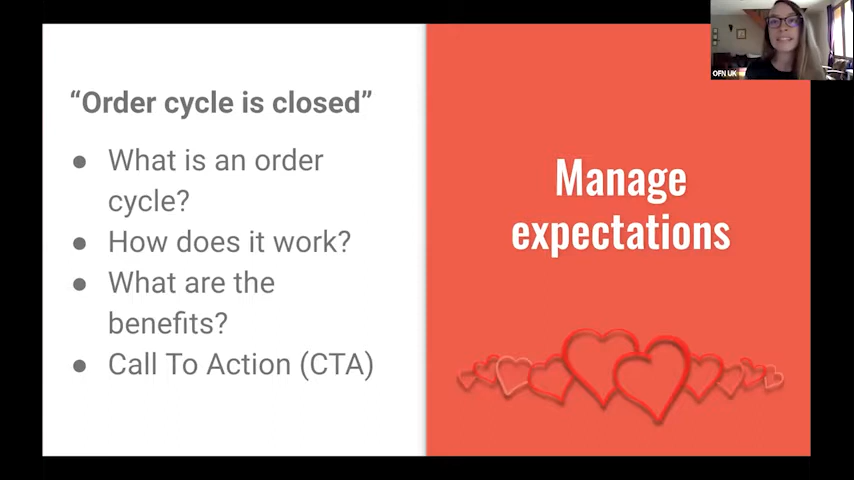 “Order cycle is closed”
● What is an order
cycle?
● How does it work?
● What are the
benefits?
● Call To Action (CTA)
Manage
expectations
OFN UK